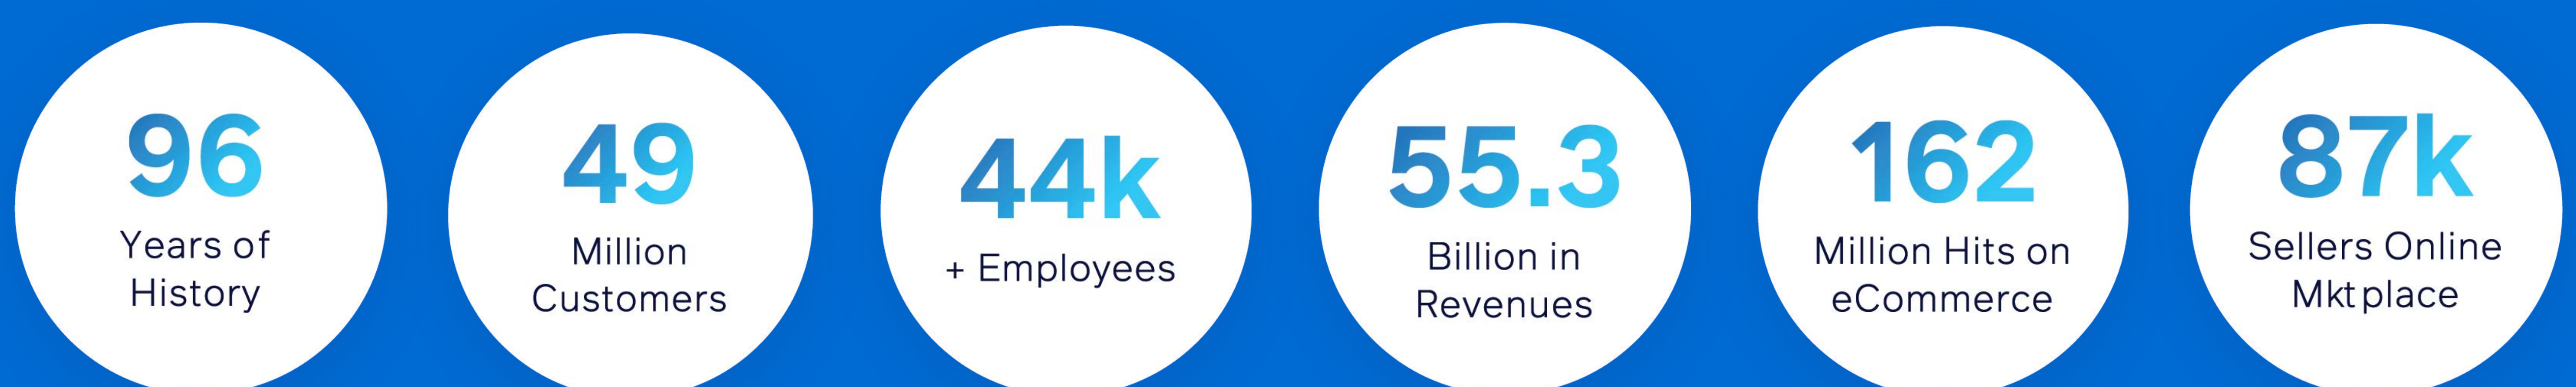 96
Years of
History
49
Million
Customers
44k
+ Employees
55.3
Billion in
Revenues
162
Million Hits on
eCommerce
87k
Sellers Online
Mktplace